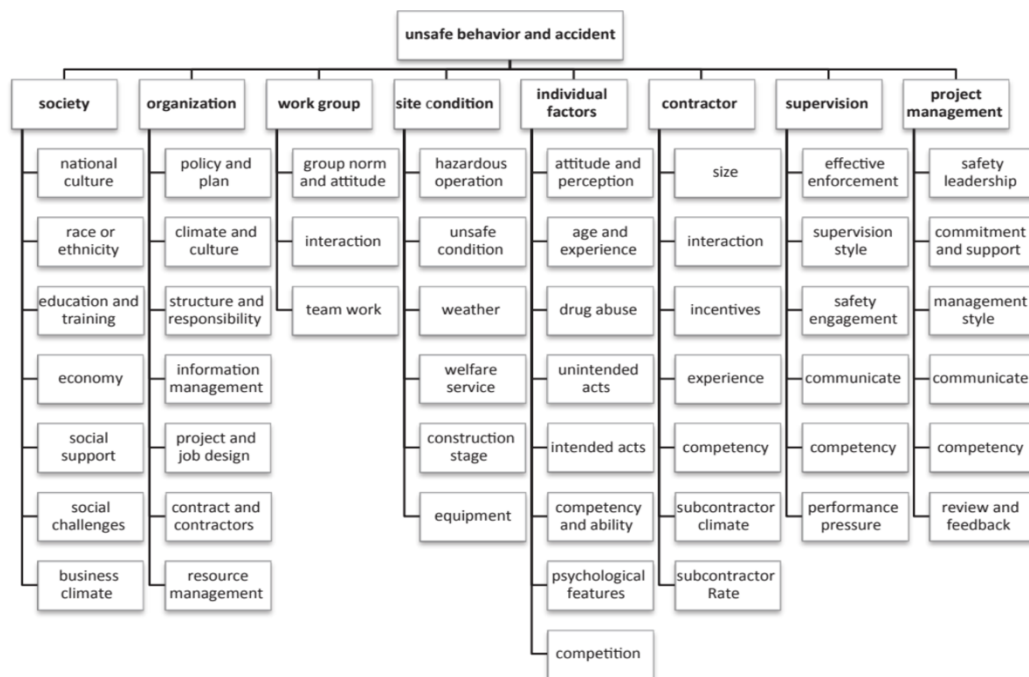 unsafe behavior and accident
society
organization
work group
site condition
individual
factors
contractor
supervision
project
management
national
culture
race or
ethnicity
education and
training
economy
social
support
social
challenges
business
climate
policy and
plan
climate and
culture
structure and
responsibility
information
management
project and
job design
contract and
contractors
resource
management
group norm
and attitude
interaction
team work
hazardous
operation
unsafe
condition
weather
welfare
service
construction
stage
equipment
attitude and
perception
age and
experience
drug abuse
unintended
acts
intended acts
competency
and ability
psychological
features
competition
size
interaction
incentives
experience
competency
subcontractor
climate
subcontractor
Rate
effective
enforcement
supervision
style
safety
engagement
communicate
competency
performance
pressure
safety
leadership
commitment
and support
management
style
communicate
competency
review and
feedback